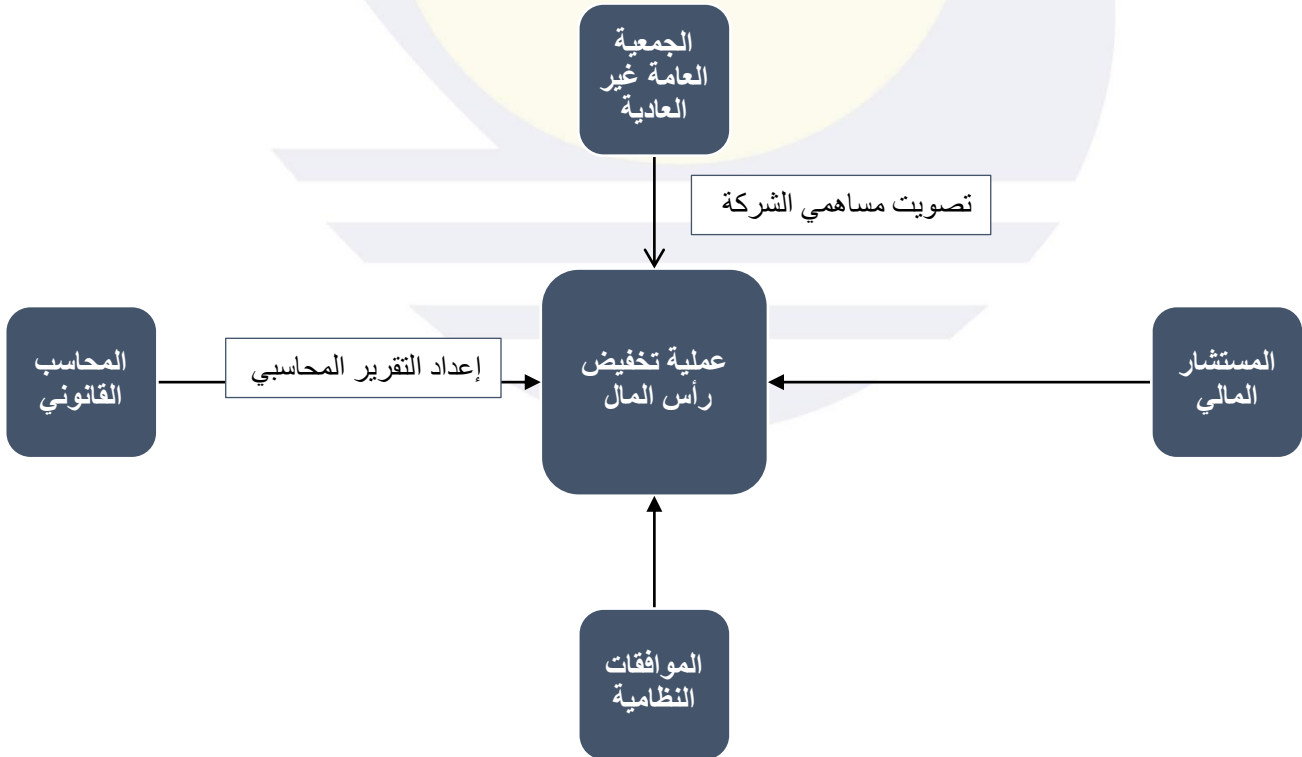 الجمعية
العامة غير
العادية
تصويت مساهمي الشركة
المستشار
المالي
عملية تخفيض
رأس المال
إعداد التقرير المحاسبي
المحاسب
القانوني
الموافقات
النظامية